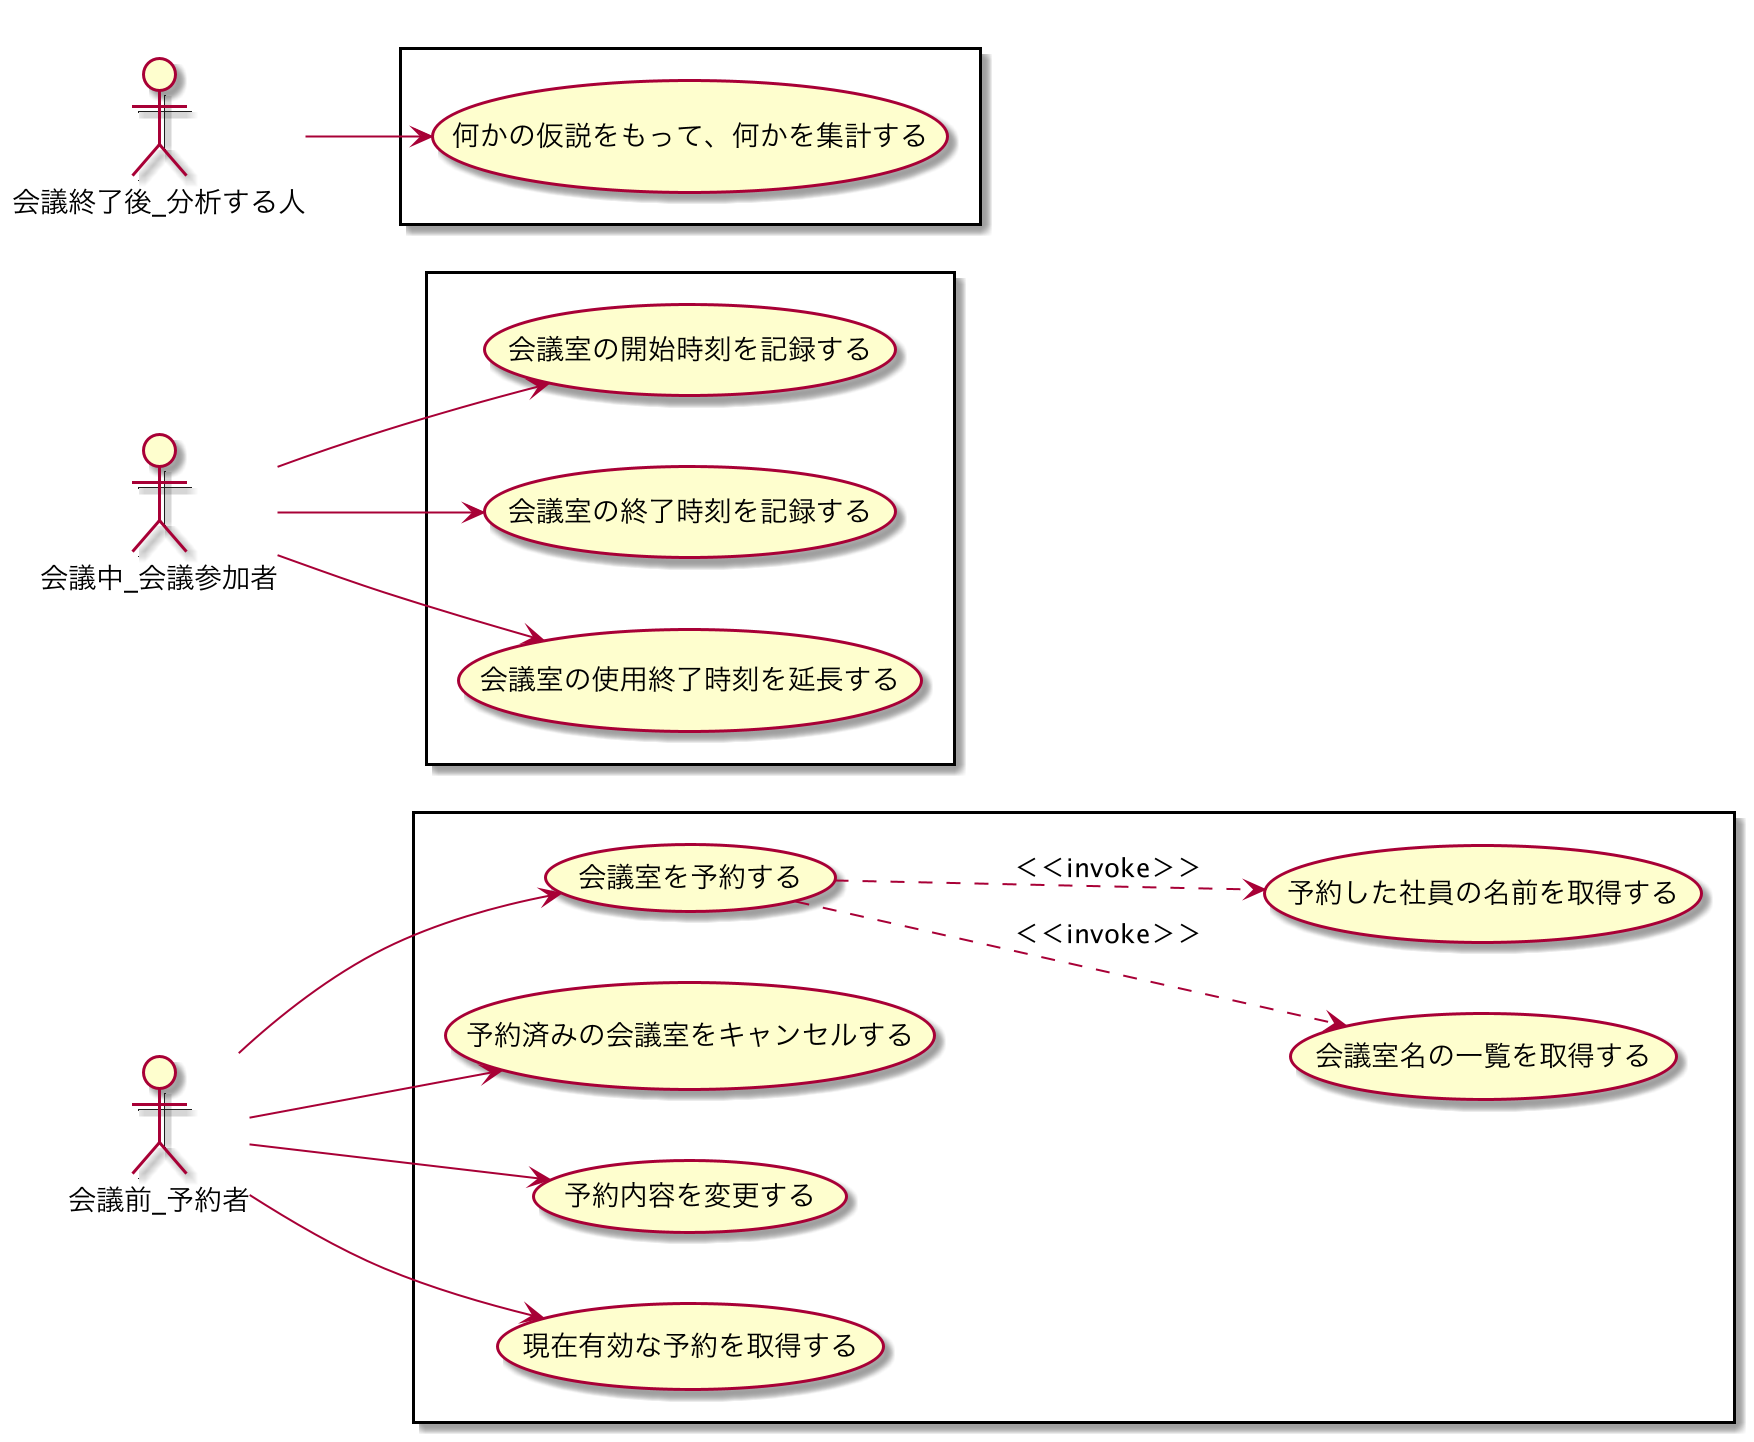 会議終了後_分析する人
何かの仮説をもって、何かを集計する
会議中_会議参加者
会議室の開始時刻を記録する
会議室の終了時刻を記録する
会議室の使用終了時刻を延長する
会議前_予約者
会議室を予約する
<<invoke>>
予約した社員の名前を取得する
<<invoke>>
会議室名の一覧を取得する
予約済みの会議室をキャンセルする
予約内容を変更する
現在有効な予約を取得する